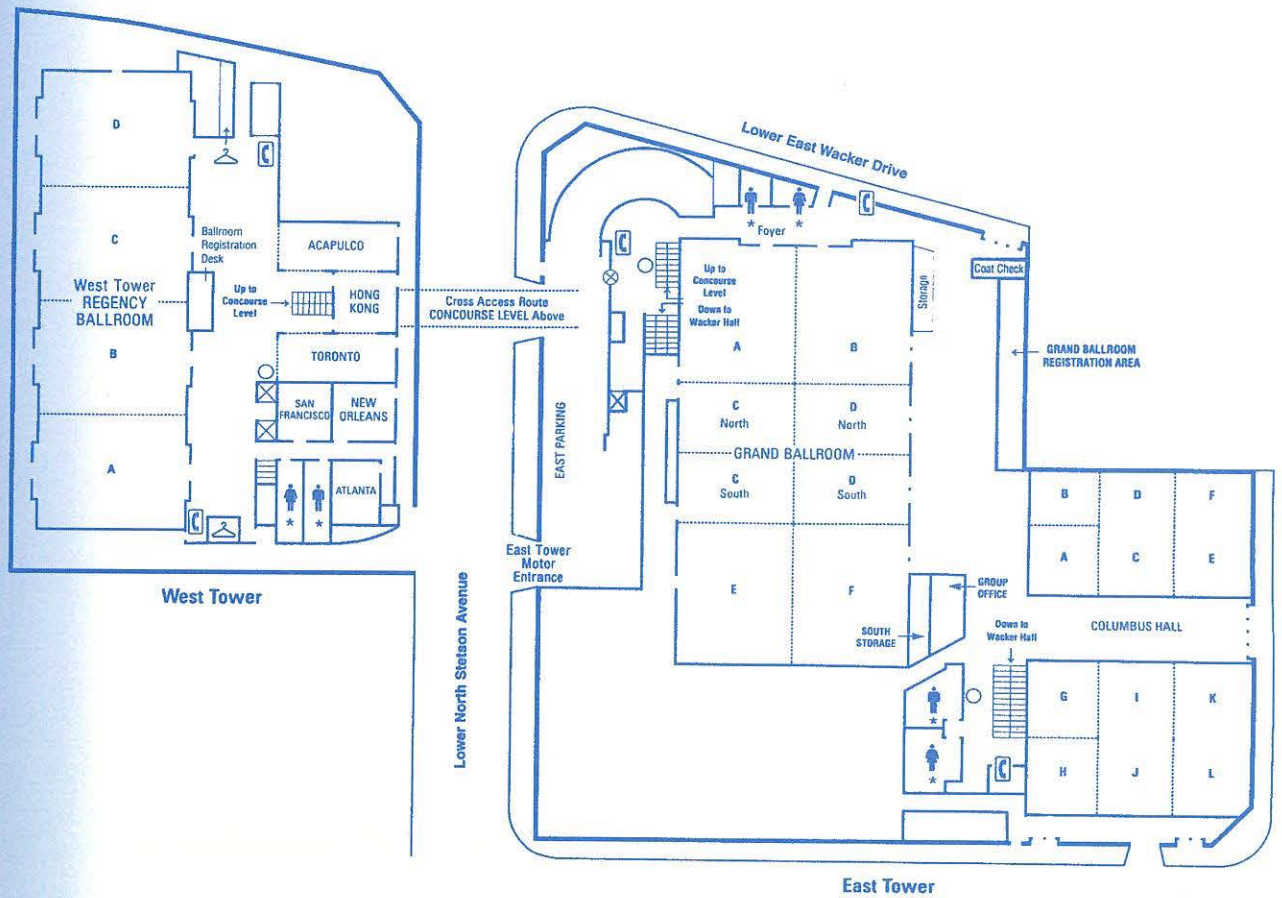 D
C
Ballroom
Registration
Desk
West Tower
REGENCY
BALLROOM
Up to
Concourse
Level
B
A
ACAPULCO
HONG
KONG
TORONTO
SAN
FRANCISCO
NEW
ORLEANS
ATLANTA
*
*
West Tower
Cross Access Route
CONCOURSE LEVEL Above
Lower North Stetson Avenue
EAST PARKING
East Tower
Motor
Entrance
Lower East Wacker Drive
*
*
Foyer
Up to
Concourse
Level
Down to
Wacker Hall
Storage
Coat Check
GRAND BALLROOM
REGISTRATION AREA
A
B
C
North
D
North
GRAND BALLROOM
C
South
D
South
E
F
GROUP
OFFICE
SOUTH
STORAGE
B
D
F
A
C
E
COLUMBUS HALL
Down to
Wacker Hall
G
I
K
H
J
L
*
*
East Tower